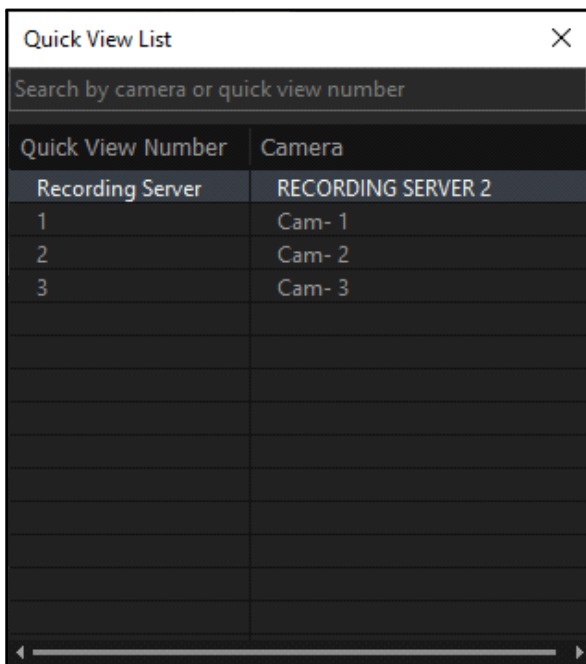 Quick View List
Search by camera or quick view number
Quick View Number Camera
Recording Server RECORDING SERVER 2
1 Cam- 1
2 Cam- 2
3 Cam- 3